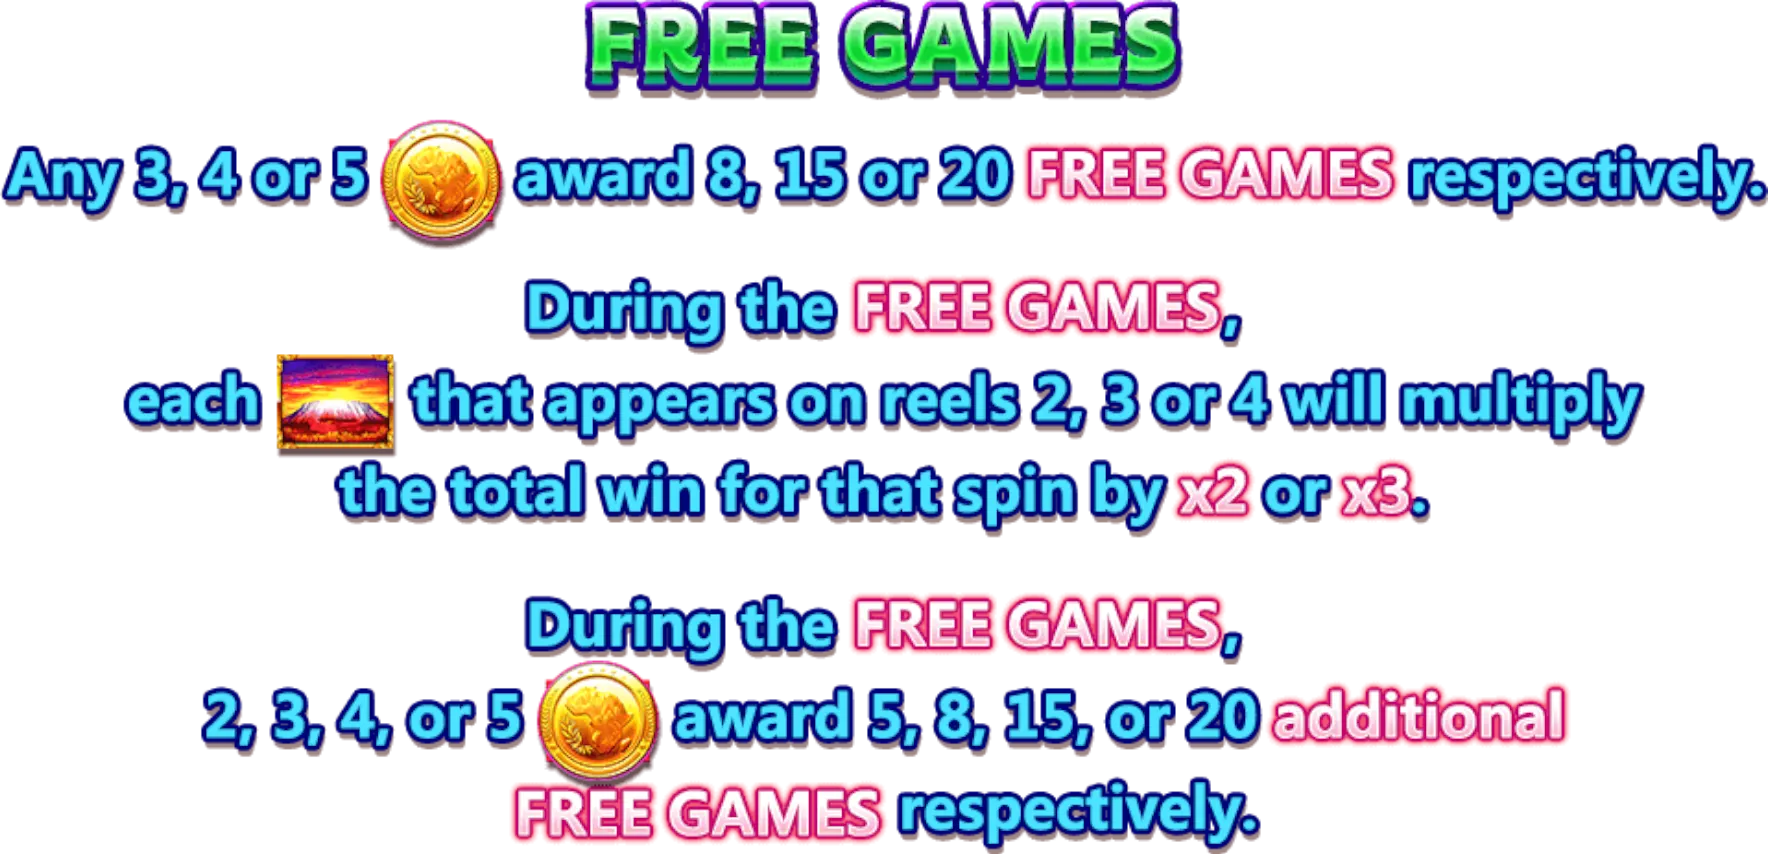 FREE GAMES
Any 3, 4 or 5 award 8, 15 or 20 FREE GAMES respectively.
During the FREE GAMES,
each that appears on reels 2, 3 or 4 will multiply
the total win for that spin by x2 or x3.
During the FREE GAMES,
2, 3, 4, or 5 award 5, 8, 15, or 20 additional
FREE GAMES respectively.